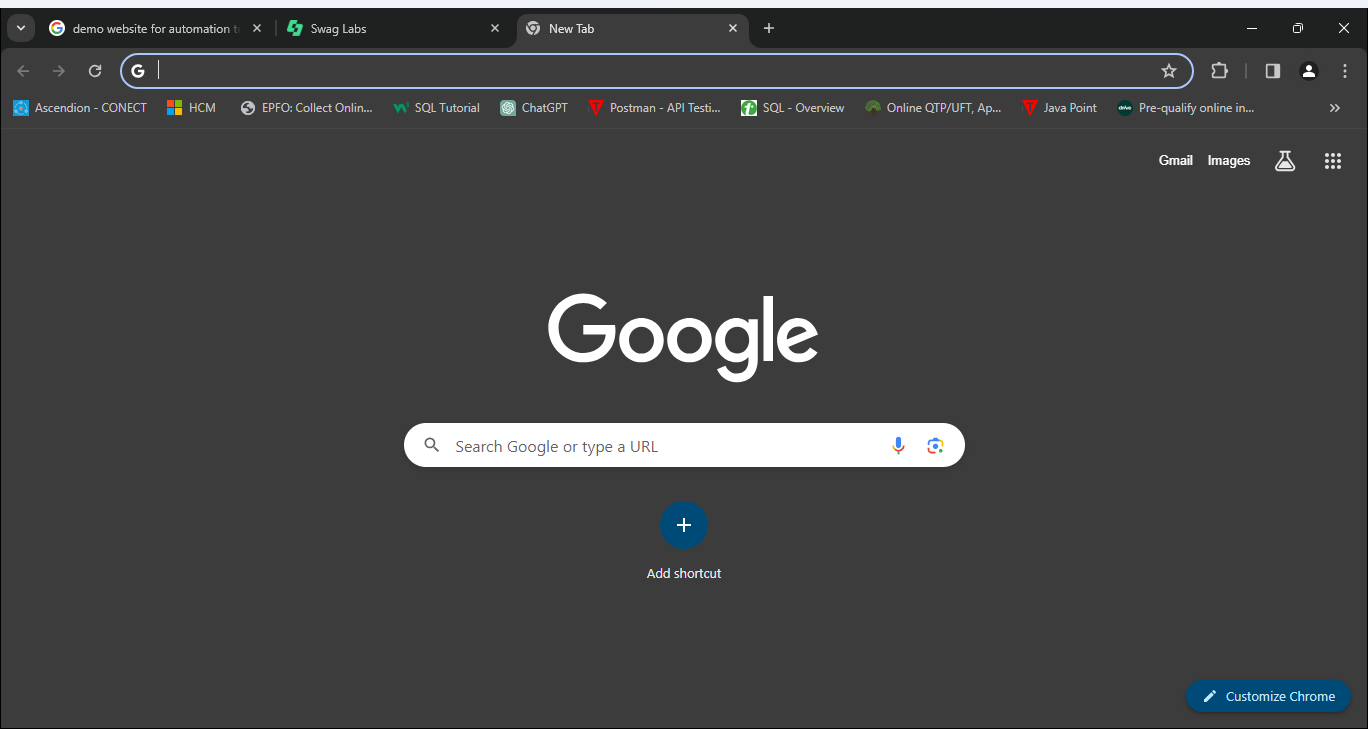 demo website for automation t
Swag Labs
New Tab
Ascendion - CONECT
HCM
EPFO: Collect Onlin...
SQL Tutorial
ChatGPT
Postman - API Testi...
SQL - Overview
Online QTP/UFT, Ap...
Java Point
Pre-qualify online in...
Gmail
Images
Google
Search Google or type a URL
Add shortcut
Customize Chrome